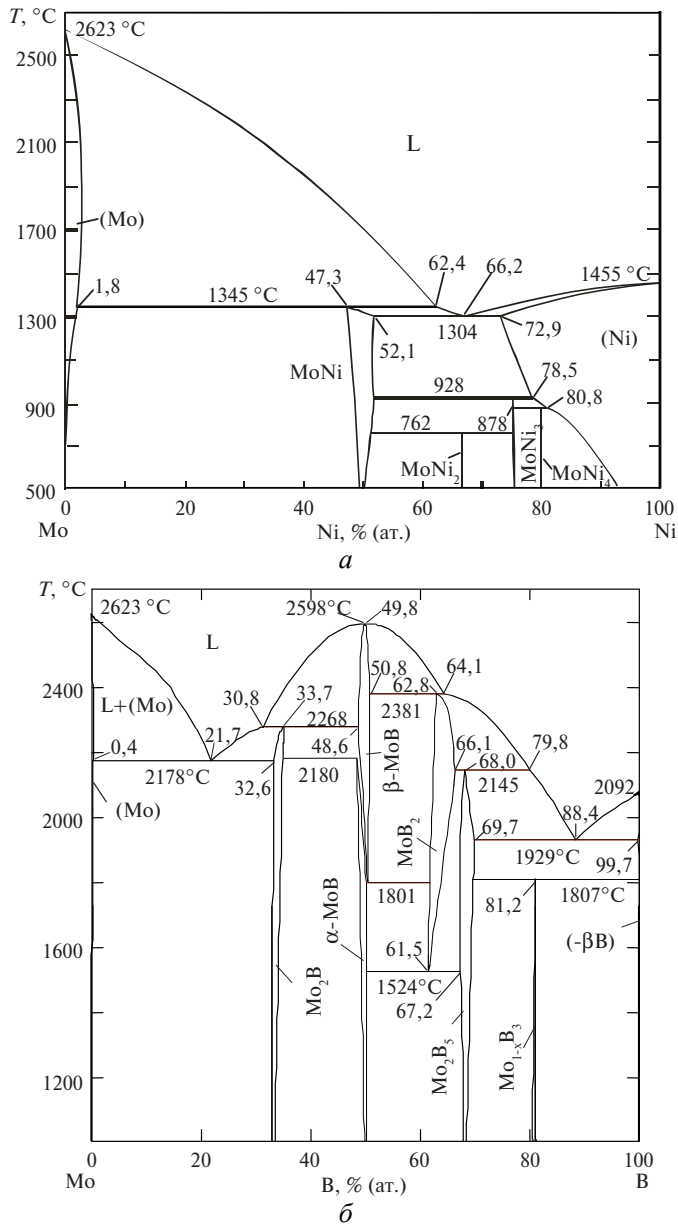 T, °C
2623 °C
2500
L
2100
(Mo)
1700
62,4
66,2
47,3
1455 °C
1,8
1345 °C
1300
1304
72,9
(Ni)
52,1
MoNi
78,5
928
80,8
900
762
878
MoNi3
MoNi2
MoNi4
500
0
20
40
60
80
100
Mo
Ni, % (ат.)
Ni
а
T, °C
2623 °C
2598°C
49,8
L
50,8
64,1
2400
62,8
30,8
33,7
L+(Mo)
2381
2268
21,7
79,8
0,4
48,6
66,1
68,0
2178°C
2180
β-MoB
2145
2092
32,6
(Mo)
88,4
2000
MoB2
69,7
1929°C
99,7
1801
1807°C
α-MoB
81,2
61,5
(-βB)
1600
Mo2B
1524°C
67,2
Mo2B5
Mo1-xB3
1200
0
20
40
60
80
100
Mo
B, % (ат.)
B
б